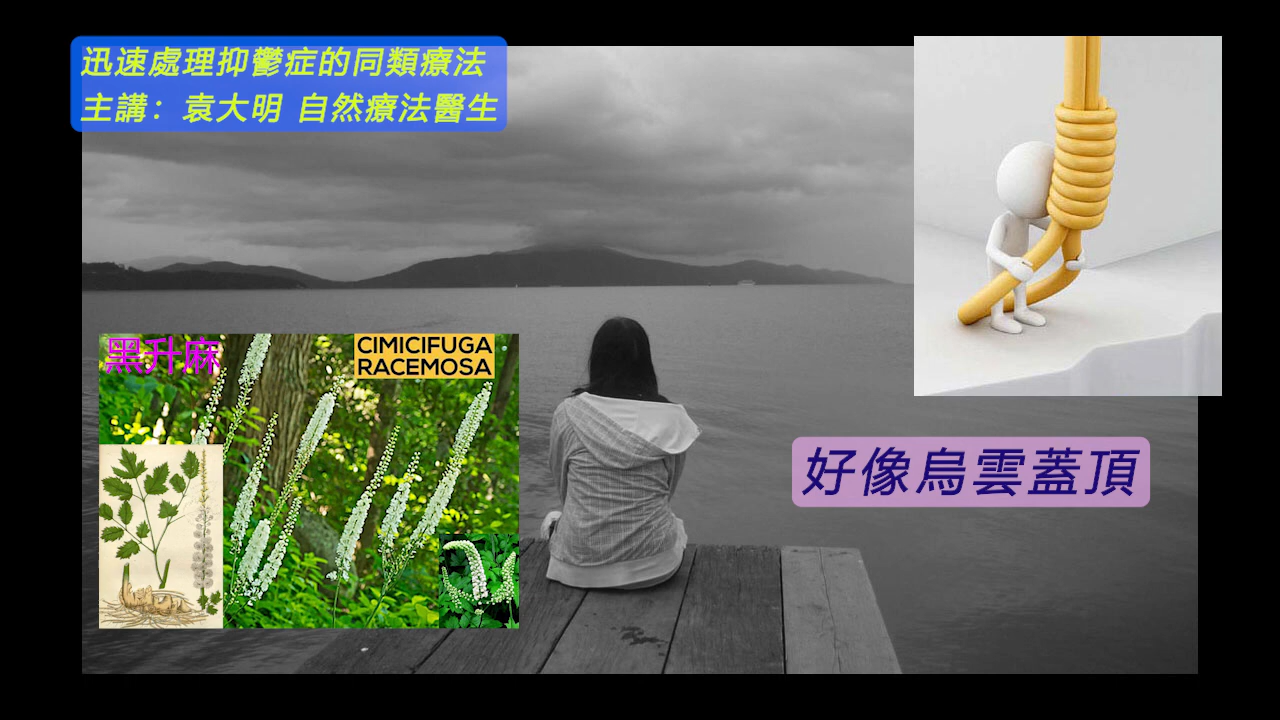 迅速處理抑鬱症的同類療法
主講：袁大明 自然療法醫生
黑升麻
CIMICIFUGA
RACEMOSA
好像烏雲蓋頂